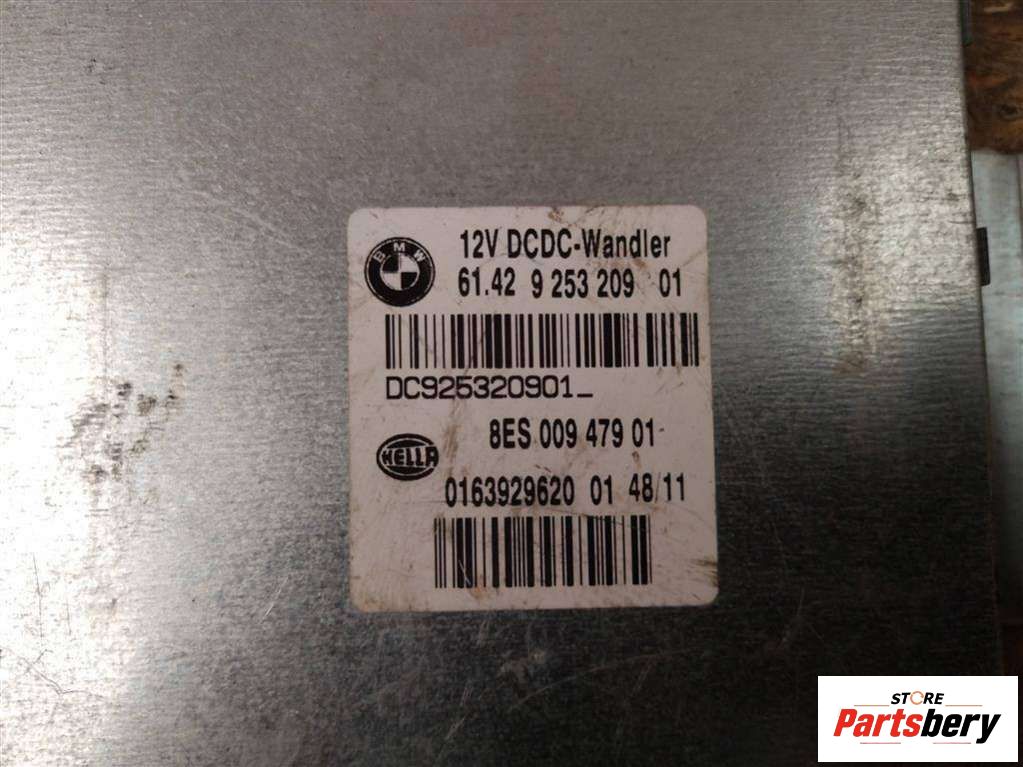 BMW
12V DCDC-Wandler
61.42 9 253 209 01
DC925320901_
8ES 009 479 01
HELLA
0163929620 01 48/11
STORE
Partsbery